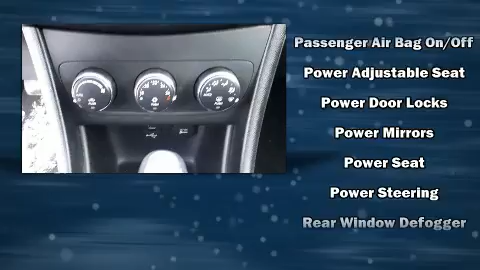 Passenger Air Bag On/Off
Power Adjustable Seat
Power Door Locks
Power Mirrors
Power Seat
Power Steering
Rear Window Defogger